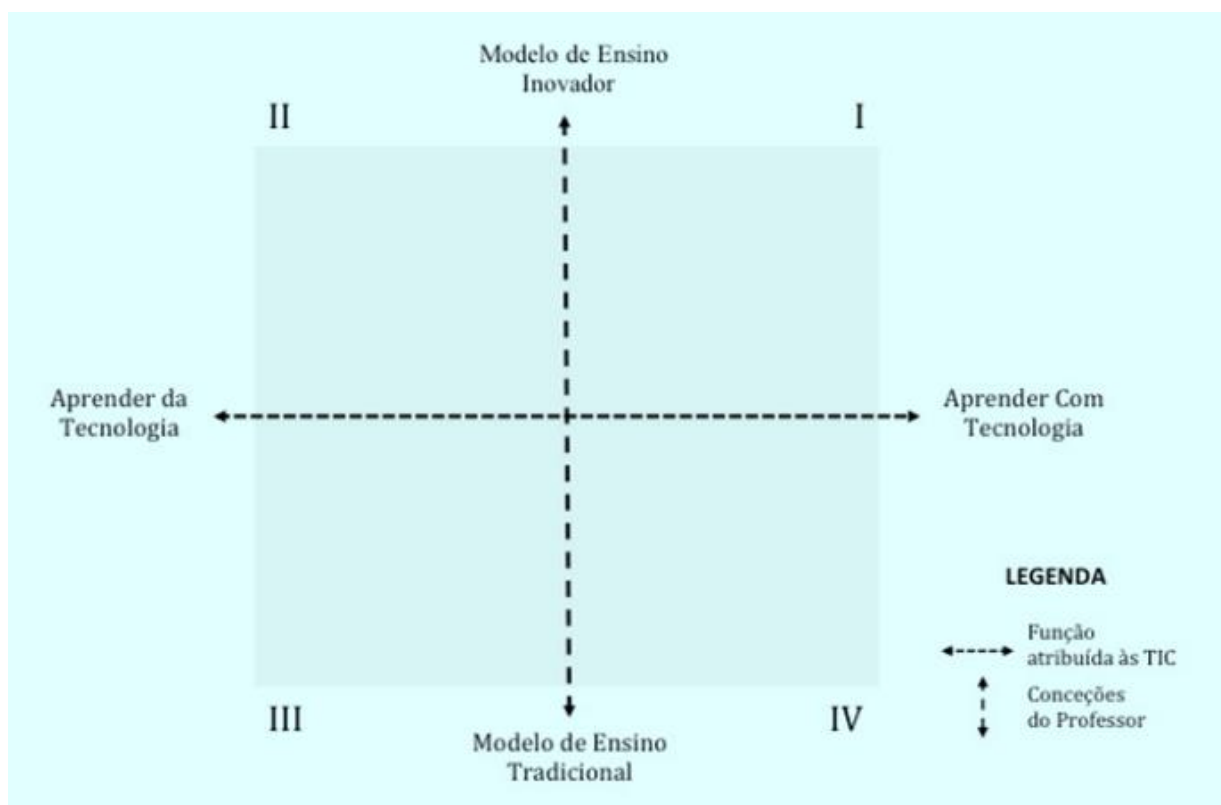 Modelo de Ensino
Inovador
II
I
Aprender da
Tecnologia
Aprender Com
Tecnologia
LEGENDA
Função
atribuída às TIC
Conceções
do Professor
III
IV
Modelo de Ensino
Tradicional